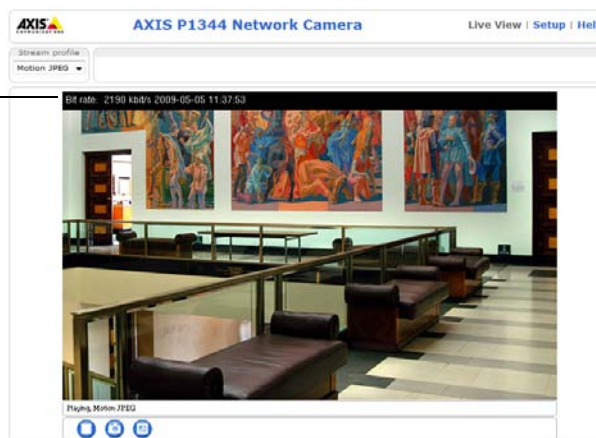 AXIS
COMMUNICATIONS
AXIS P1344 Network Camera
Live View | Setup | Hel
Stream profile
Motion JPEG
Bit rate: 2190 kbit/s 2009-05-05 11:37:53
Playing, Motion JPEG